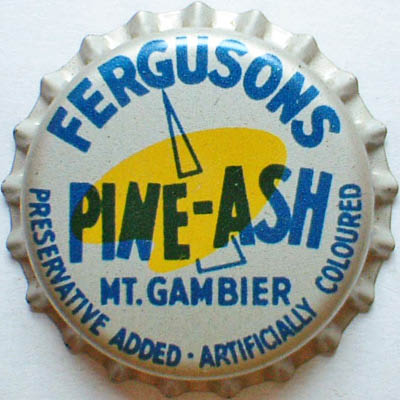 FERGUSONS
PINE-ASH
MT. GAMBIER
PRESERVATIVE ADDED · ARTIFICIALLY COLOURED